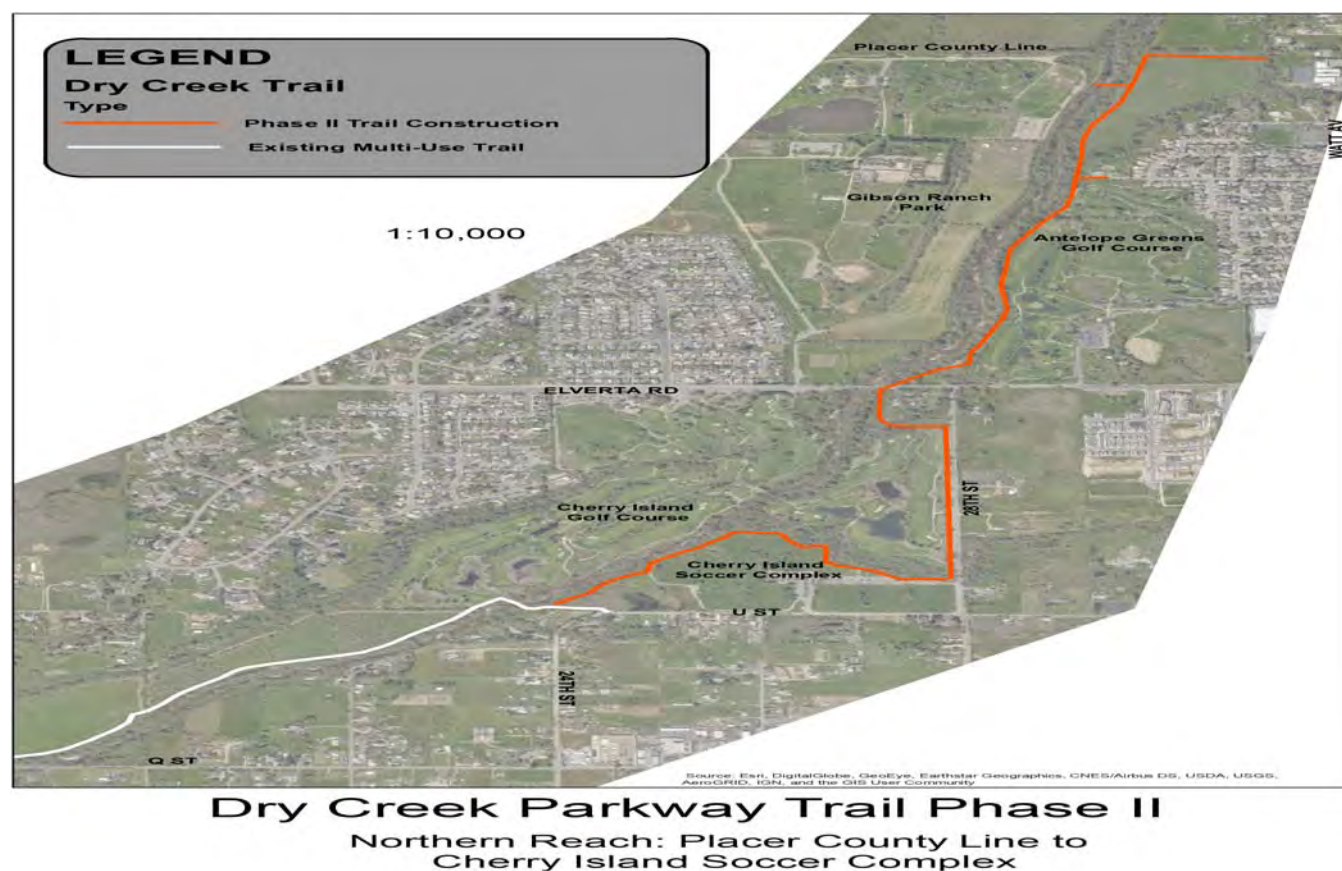 LEGEND
Dry Creek Trail
Type
Phase II Trail Construction
Existing Multi-Use Trail
1:10,000
Placer County Line
WATT AV
Gibson Ranch
Park
Antelope Greens
Golf Course
ELVERTA RD
28TH ST
Cherry Island
Golf Course
Cherry Island
Soccer Complex
U ST
24TH ST
Q ST
Source: Esri, DigitalGlobe, GeoEye, Earthstar Geographics, CNES/Airbus DS, USDA, USGS,
AeroGRID, IGN, and the GIS User Community
Dry Creek Parkway Trail Phase II
Northern Reach: Placer County Line to
Cherry Island Soccer Complex